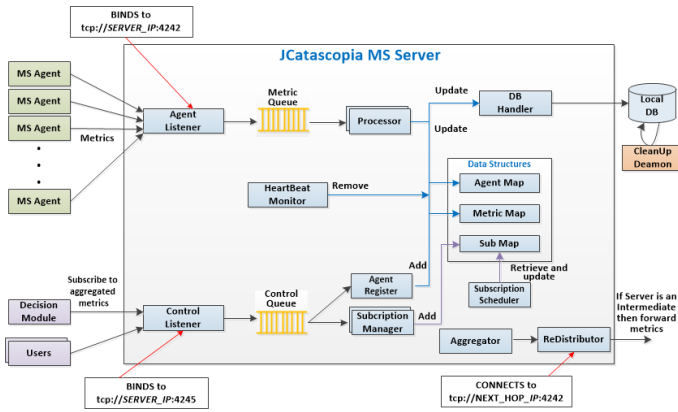 BINDS to
tcp://SERVER_IP:4242
JCatascopia MS Server
MS Agent
MS Agent
MS Agent
MS Agent
Metrics
Agent
Listener
Metric
Queue
Processor
Update
Update
DB
Handler
Local
DB
CleanUp
Deamon
HeartBeat
Monitor
Remove
Data Structures
Agent Map
Metric Map
Sub Map
Retrieve and
update
Subscription
Scheduler
Add
Agent
Register
Subcription
Manager
Add
Control
Queue
Subscribe to
aggregated
metrics
Decision
Module
Users
Control
Listener
Aggregator
ReDistributor
If Server is an
Intermediate
then forward
metrics
BINDS to
tcp://SERVER_IP:4245
CONNECTS to
tcp://NEXT_HOP_IP:4242